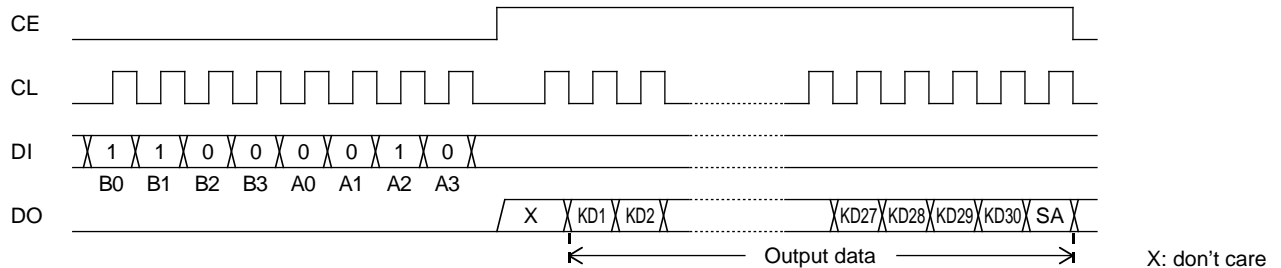 CE
CL
DI 1 1 0 0 0 0 1 0
B0 B1 B2 B3 A0 A1 A2 A3
DO X KD1 KD2 KD27 KD28 KD29 KD30 SA
Output data X: don't care